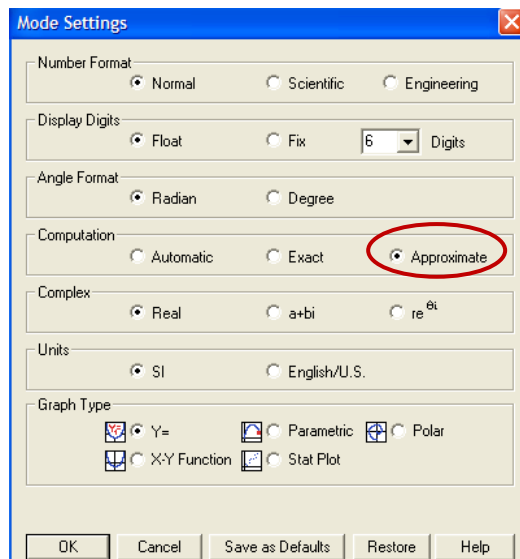 Mode Settings
Number Format
Normal Scientific Engineering
Display Digits
Float Fix 6 Digits
Angle Format
Radian Degree
Computation
Automatic Exact Approximate
Complex
Real a+bi re^θi
Units
SI English/U.S.
Graph Type
Y= Parametric Polar
X-Y Function Stat Plot
OK Cancel Save as Defaults Restore Help